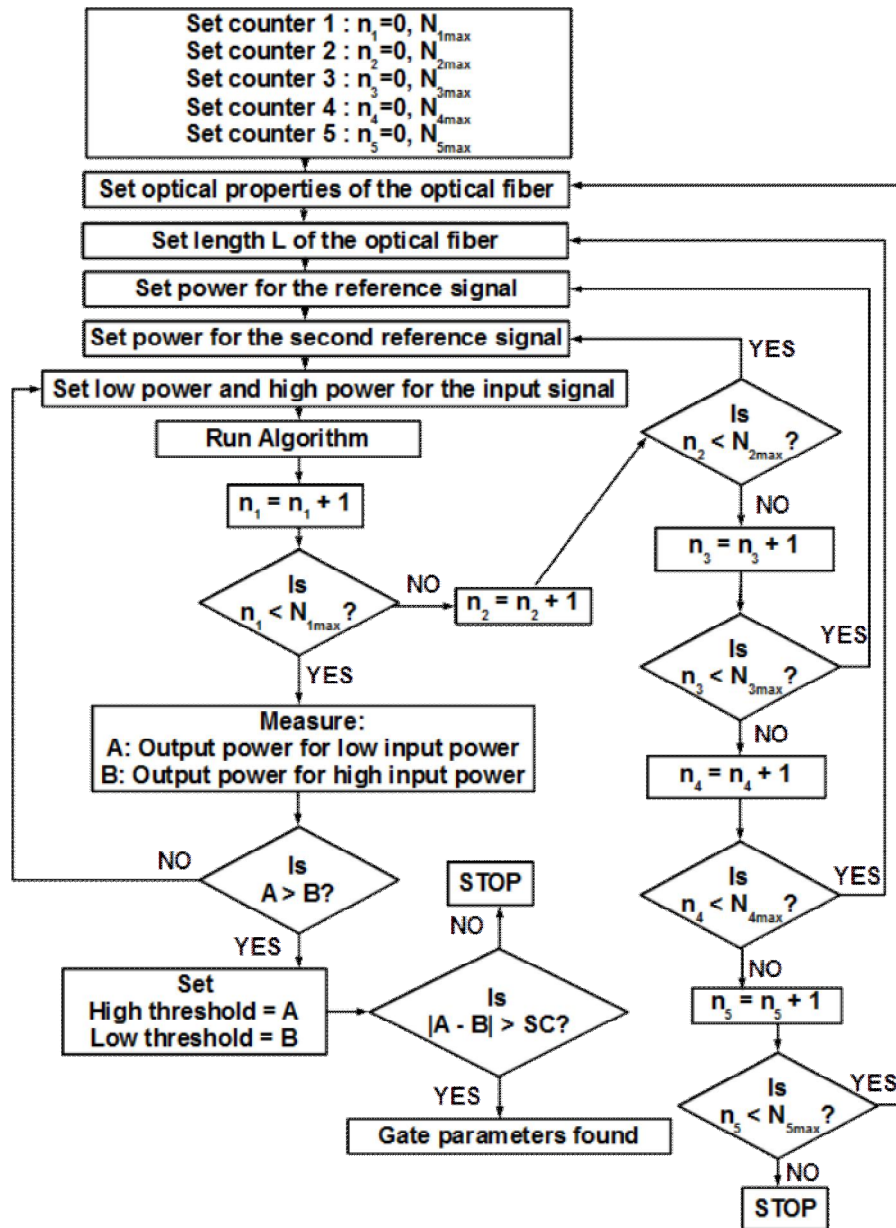 Set counter 1 : n₁=0, N₁ₘₐₓ
Set counter 2 : n₂=0, N₂ₘₐₓ
Set counter 3 : n₃=0, N₃ₘₐₓ
Set counter 4 : n₄=0, N₄ₘₐₓ
Set counter 5 : n₅=0, N₅ₘₐₓ
Set optical properties of the optical fiber
Set length L of the optical fiber
Set power for the reference signal
Set power for the second reference signal
Set low power and high power for the input signal
Run Algorithm
n₁ = n₁ + 1
Is
n₁ < N₁ₘₐₓ?
NO
n₂ = n₂ + 1
YES
Is
n₂ < N₂ₘₐₓ?
NO
n₃ = n₃ + 1
YES
Is
n₃ < N₃ₘₐₓ?
NO
n₄ = n₄ + 1
YES
Is
n₄ < N₄ₘₐₓ?
NO
n₅ = n₅ + 1
YES
Is
n₅ < N₅ₘₐₓ?
NO
STOP
YES
Measure:
A: Output power for low input power
B: Output power for high input power
NO
Is
A > B?
YES
Set
High threshold = A
Low threshold = B
STOP
NO
Is
|A - B| > SC?
YES
Gate parameters found